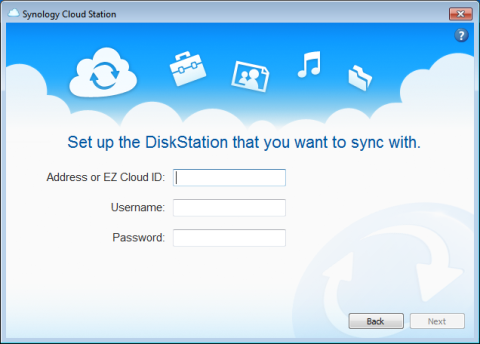 Synology Cloud Station
?
Set up the DiskStation that you want to sync with.
Address or EZ Cloud ID:
Username:
Password:
Back Next